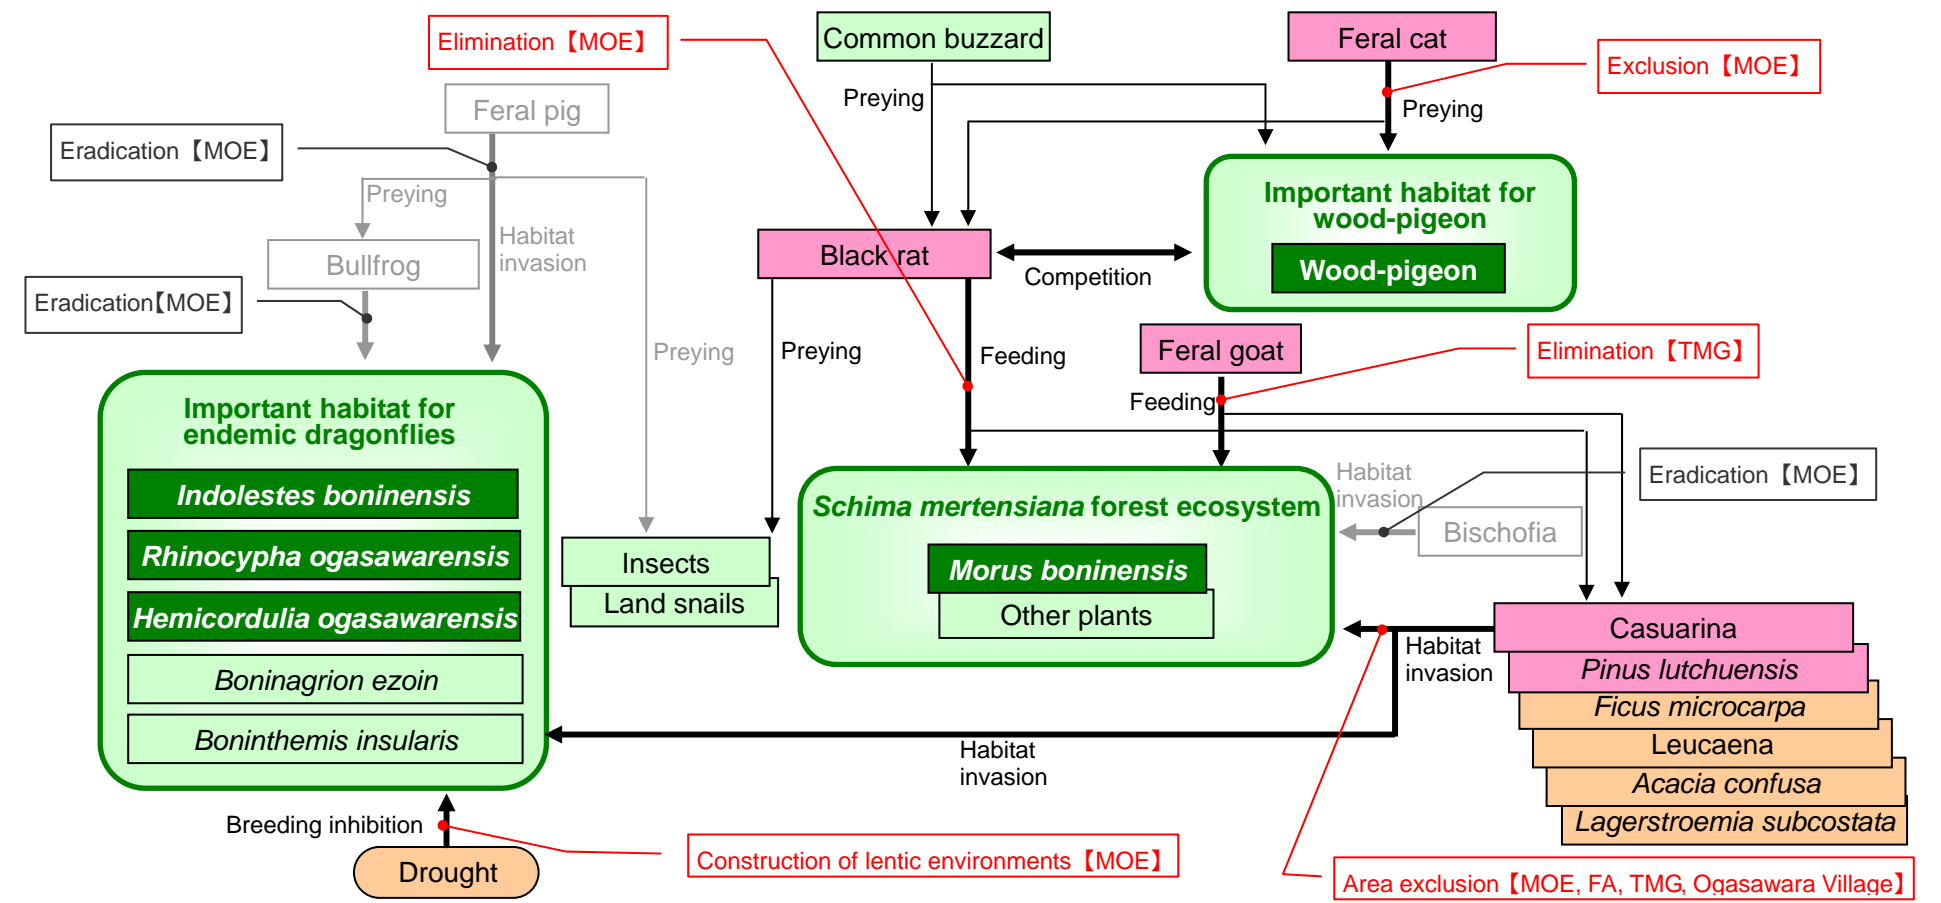 Elimination【MOE】
Common buzzard
Feral cat
Exclusion【MOE】
Preying
Preying
Feral pig
Eradication【MOE】
Preying
Habitat
invasion
Important habitat for
wood-pigeon
Wood-pigeon
Bullfrog
Black rat
Competition
Eradication【MOE】
Preying
Preying
Feeding
Feral goat
Elimination【TMG】
Feeding
Important habitat for
endemic dragonflies
Indolestes boninensis
Rhinocypha ogasawarensis
Hemicordulia ogasawarensis
Boninagrion ezoin
Boninthemis insularis
Insects
Land snails
Schima mertensiana forest ecosystem
Morus boninensis
Other plants
Habitat
invasion
Eradication【MOE】
Bischofia
Casuarina
Pinus lutchuensis
Ficus microcarpa
Leucaena
Acacia confusa
Lagerstroemia subcostata
Habitat
invasion
Habitat
invasion
Breeding inhibition
Drought
Construction of lentic environments【MOE】
Area exclusion【MOE, FA, TMG, Ogasawara Village】